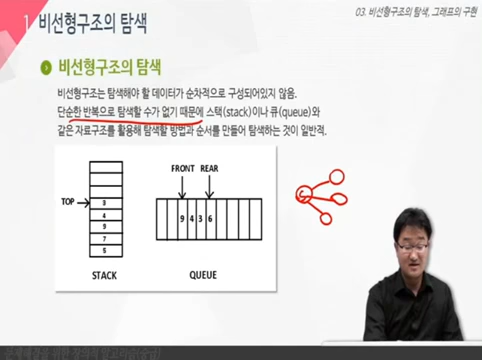 03. 비선형구조의 탐색, 그래프의 구현
1 비선형구조의 탐색
비선형구조의 탐색
비선형구조는 탐색해야 할 데이터가 순차적으로 구성되어있지 않음.
단순한 반복으로 탐색할 수가 없기 때문에 스택(stack)이나 큐(queue)와
같은 자료구조를 활용해 탐색할 방법과 순서를 만들어 탐색하는 것이 일반적.
FRONT REAR
TOP
3
4
9
7
5
9 4 3 6
STACK
QUEUE